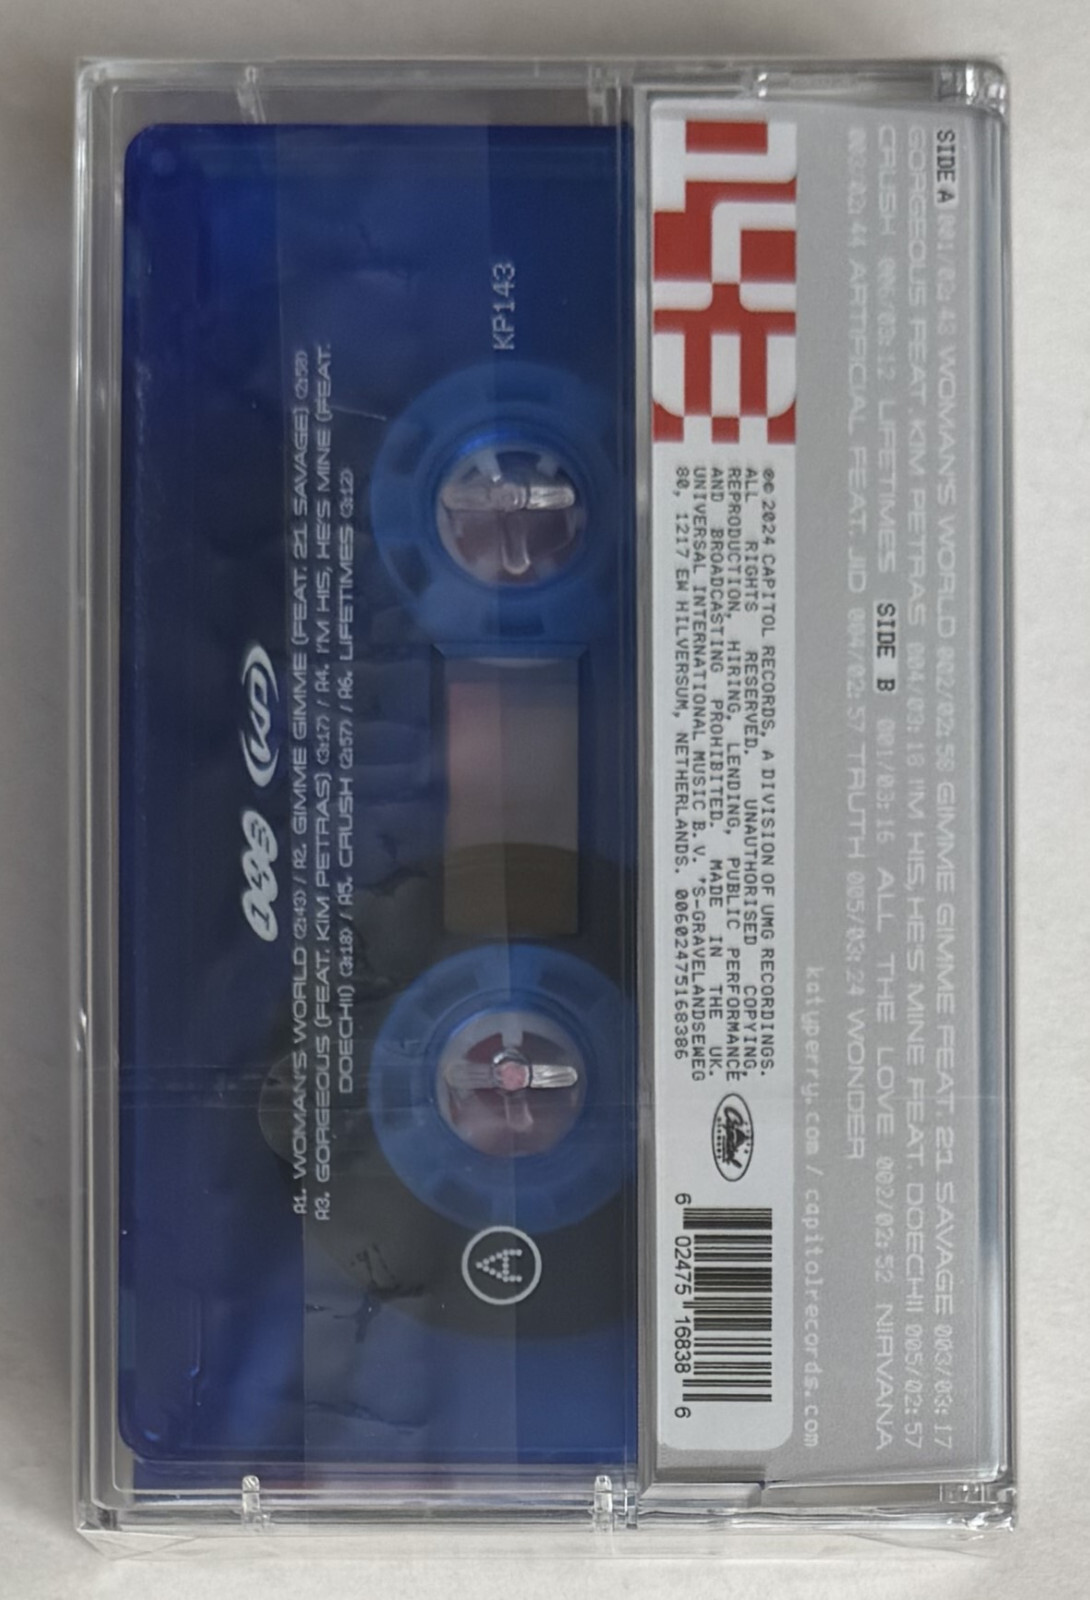 SIDE A 001/02:43 WOMAN'S WORLD 002/02:58 GIMME GIMME FEAT. 21 SAVAGE 003/03:17
GORGEOUS FEAT. KIM PETRAS 004/03:18 I'M HIS, HE'S MINE FEAT. DOECHII 005/02:57
CRUSH 006/03:12 LIFETIMES SIDE B 001/03:15 ALL THE LOVE 002/02:52 NIRVANA
003/02:44 ARTIFICIAL FEAT. JID 004/02:57 TRUTH 005/03:24 WONDER
katyperry.com / capitolrecords.com
℗© 2024 CAPITOL RECORDS, A DIVISION OF UMG RECORDINGS.
ALL RIGHTS RESERVED. UNAUTHORISED COPYING,
REPRODUCTION, HIRING, LENDING, PUBLIC PERFORMANCE
AND BROADCASTING PROHIBITED. MADE IN THE UK.
UNIVERSAL INTERNATIONAL MUSIC B.V. 'S-GRAVELANDSEWEG
80, 1217 EW HILVERSUM, NETHERLANDS. 00602475168386
Capitol
6 02475 16838 6
143 KP
A1. WOMAN'S WORLD (2:43) / A2. GIMME GIMME (FEAT. 21 SAVAGE) (2:58)
A3. GORGEOUS (FEAT. KIM PETRAS) (3:17) / A4. I'M HIS, HE'S MINE (FEAT.
DOECHII) (3:18) / A5. CRUSH (2:57) / A6. LIFETIMES (3:12)
A
KP143